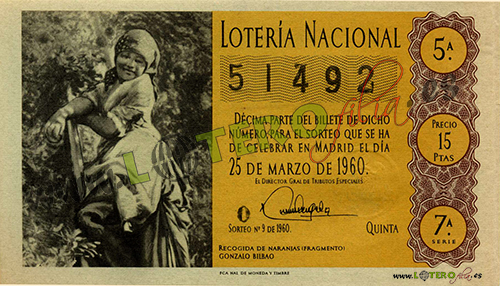 LOTERÍA NACIONAL
5ª.
51492
DÉCIMA PARTE DEL BILLETE DE DICHO
NÚMERO, PARA EL SORTEO QUE SE HA
DE CELEBRAR EN MADRID EL DÍA
25 DE MARZO DE 1960.
EL DIRECTOR GRAL DE TRIBUTOS ESPECIALES
PRECIO
15
PTAS
SORTEO Nº 9 DE 1960.
QUINTA
7ª
SERIE
RECOGIDA DE NARANJAS (FRAGMENTO)
GONZALO BILBAO
FCA. NAL. DE MONEDA Y TIMBRE
LOTEROfilia
www.LOTEROfilia.es